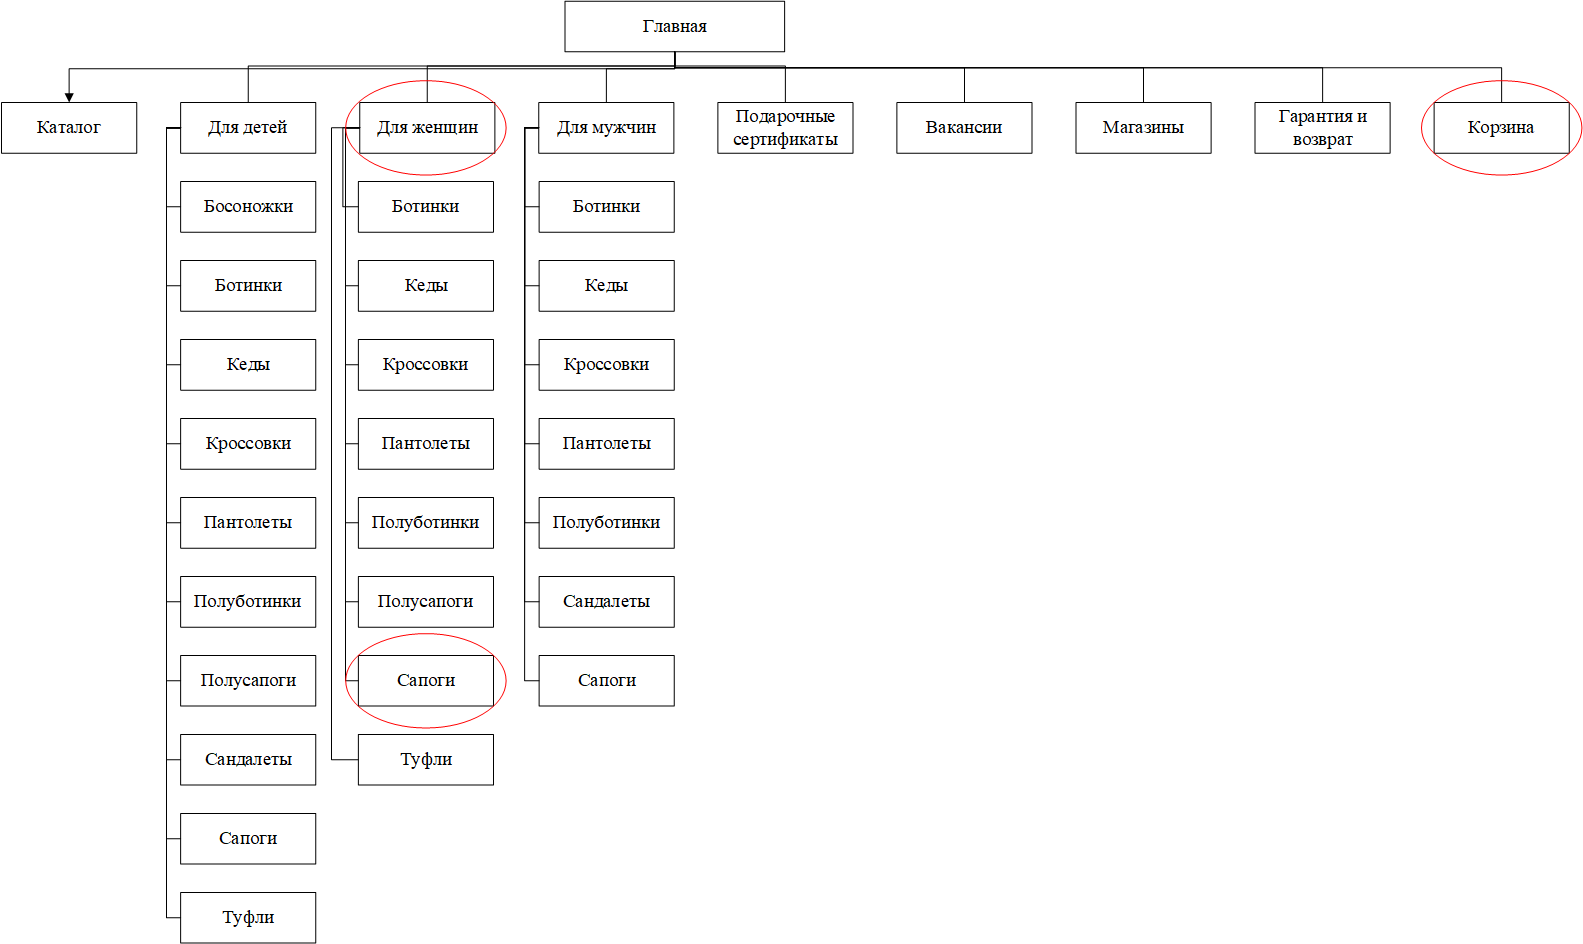 Главная
Каталог
Для детей
Для женщин
Для мужчин
Подарочные
сертификаты
Вакансии
Магазины
Гарантия и
возврат
Корзина
Босоножки
Ботинки
Кеды
Кроссовки
Пантолеты
Полуботинки
Полусапоги
Сандалеты
Сапоги
Туфли
Ботинки
Кеды
Кроссовки
Пантолеты
Полуботинки
Полусапоги
Сапоги
Туфли
Ботинки
Кеды
Кроссовки
Пантолеты
Полуботинки
Сандалеты
Сапоги